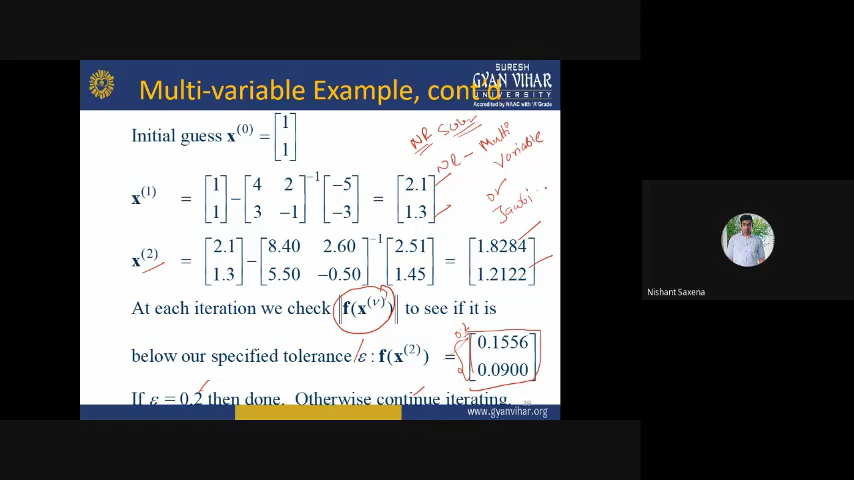 SURESH
GYAN VIHAR
UNIVERSITY
Accredited by NAAC with 'A' Grade
Multi-variable Example, cont'd
Initial guess x^(0) = [1; 1]
NR
NR - Multi
Variable
or
x^(1) = [1; 1] − [4 2; 3 −1]^−1 [−5; −3] = [2.1; 1.3]
x^(2) = [2.1; 1.3] − [8.40 2.60; 5.50 −0.50]^−1 [2.51; 1.45] = [1.8284; 1.2122]
At each iteration we check |f(x^(ν))| to see if it is
below our specified tolerance ε : f(x^(2)) = [0.1556; 0.0900]
0.2
If ε = 0.2 then done. Otherwise continue iterating.
www.gyanvihar.org
Nishant Saxena